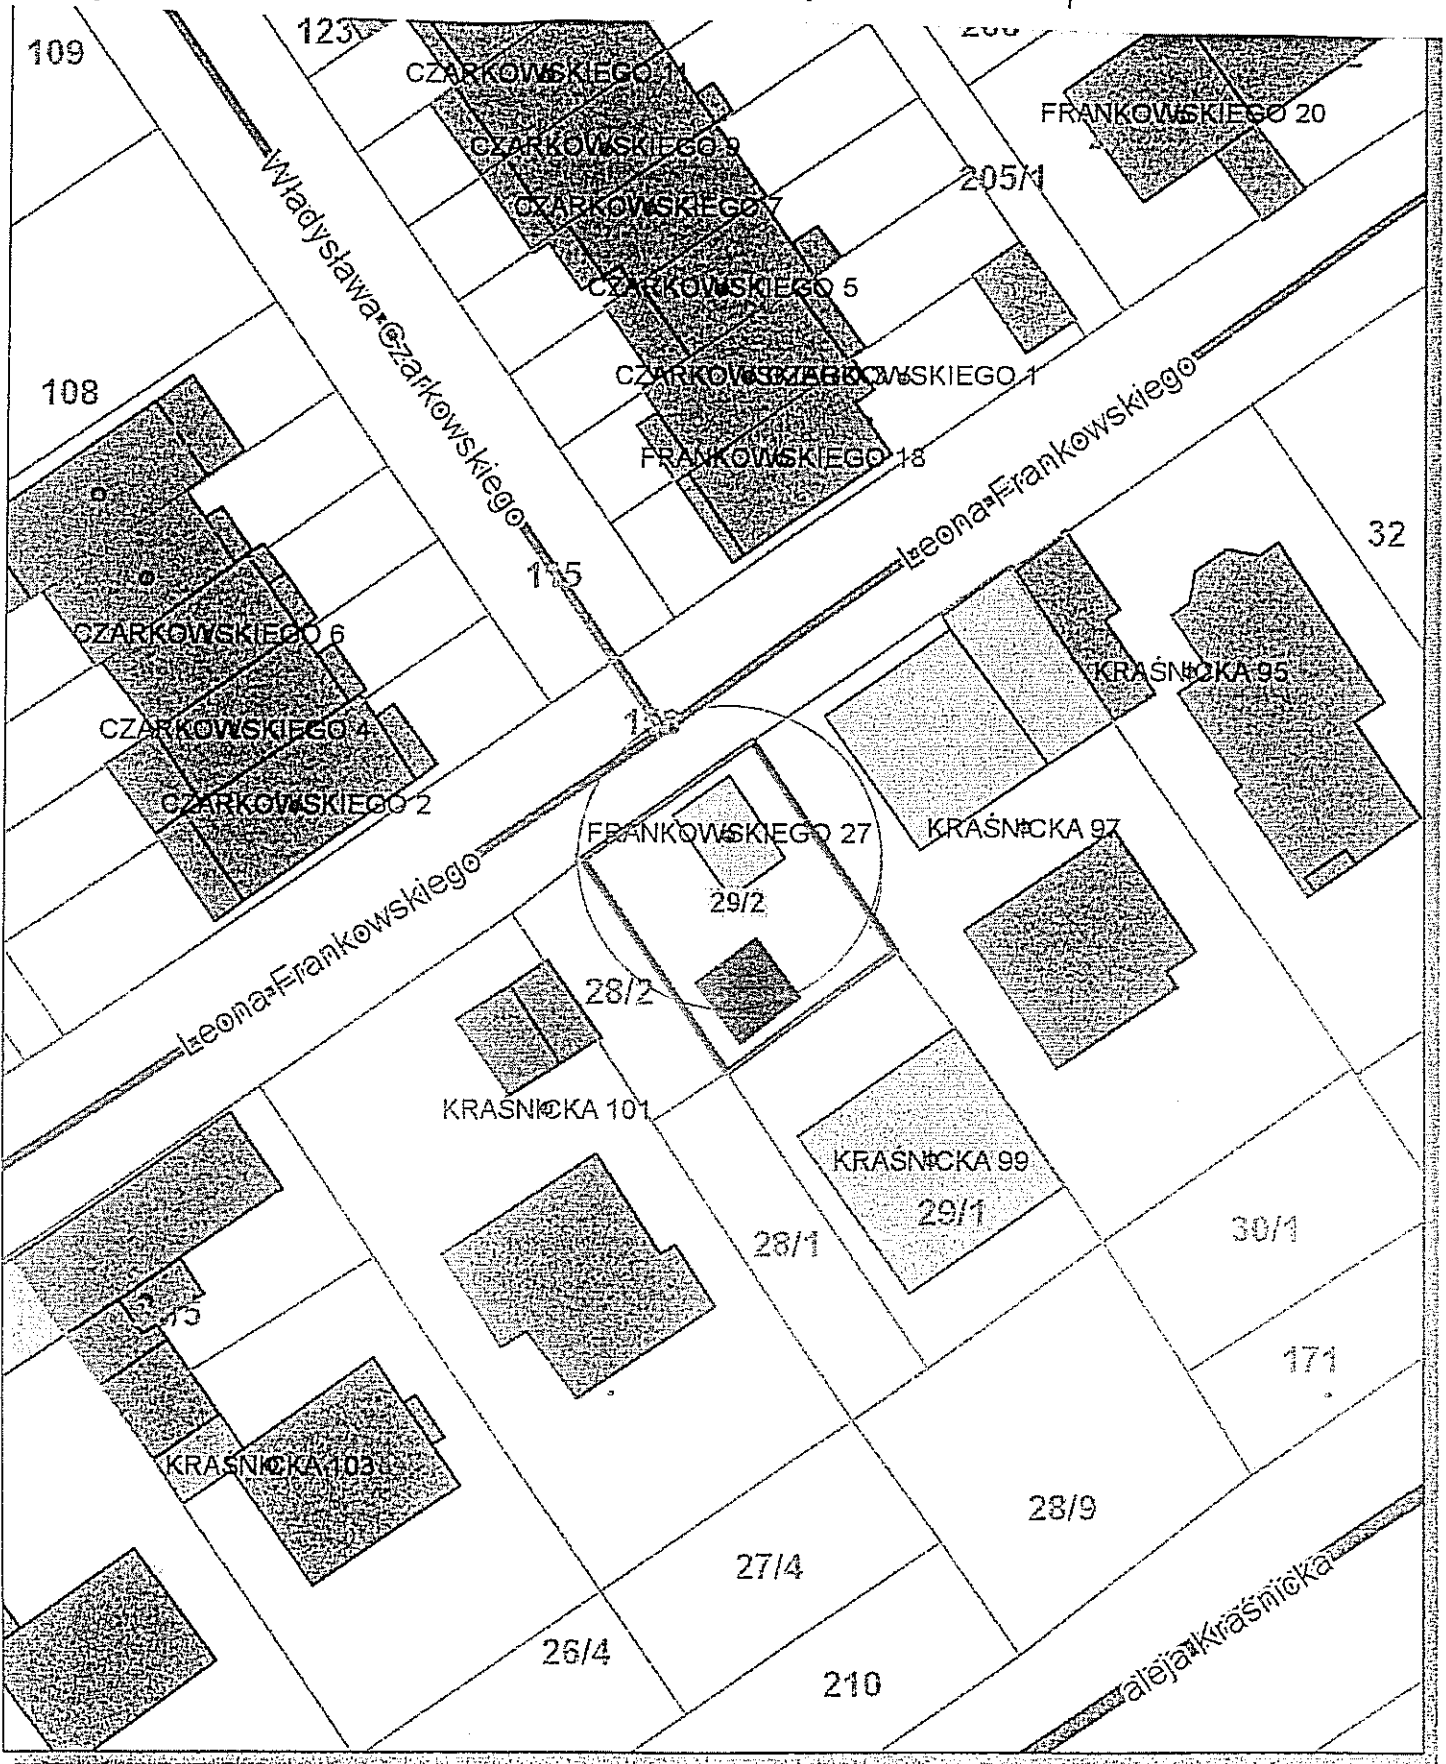 109
123
CZARKOWSKIEGO 11
FRANKOWSKIEGO 20
CZARKOWSKIEGO 9
205/1
CZARKOWSKIEGO 7
Władysława Czarkowskiego
CZARKOWSKIEGO 5
108
CZARKOWSKIEGO 1
FRANKOWSKIEGO 18
Leona Frankowskiego
32
115
CZARKOWSKIEGO 6
KRAŚNICKA 95
CZARKOWSKIEGO 4
CZARKOWSKIEGO 2
FRANKOWSKIEGO 27
KRAŚNICKA 97
29/2
Leona Frankowskiego
28/2
KRAŚNICKA 101
KRAŚNICKA 99
29/1
28/1
30/1
171
KRAŚNICKA 103
28/9
27/4
aleja Kraśnicka
26/4
210